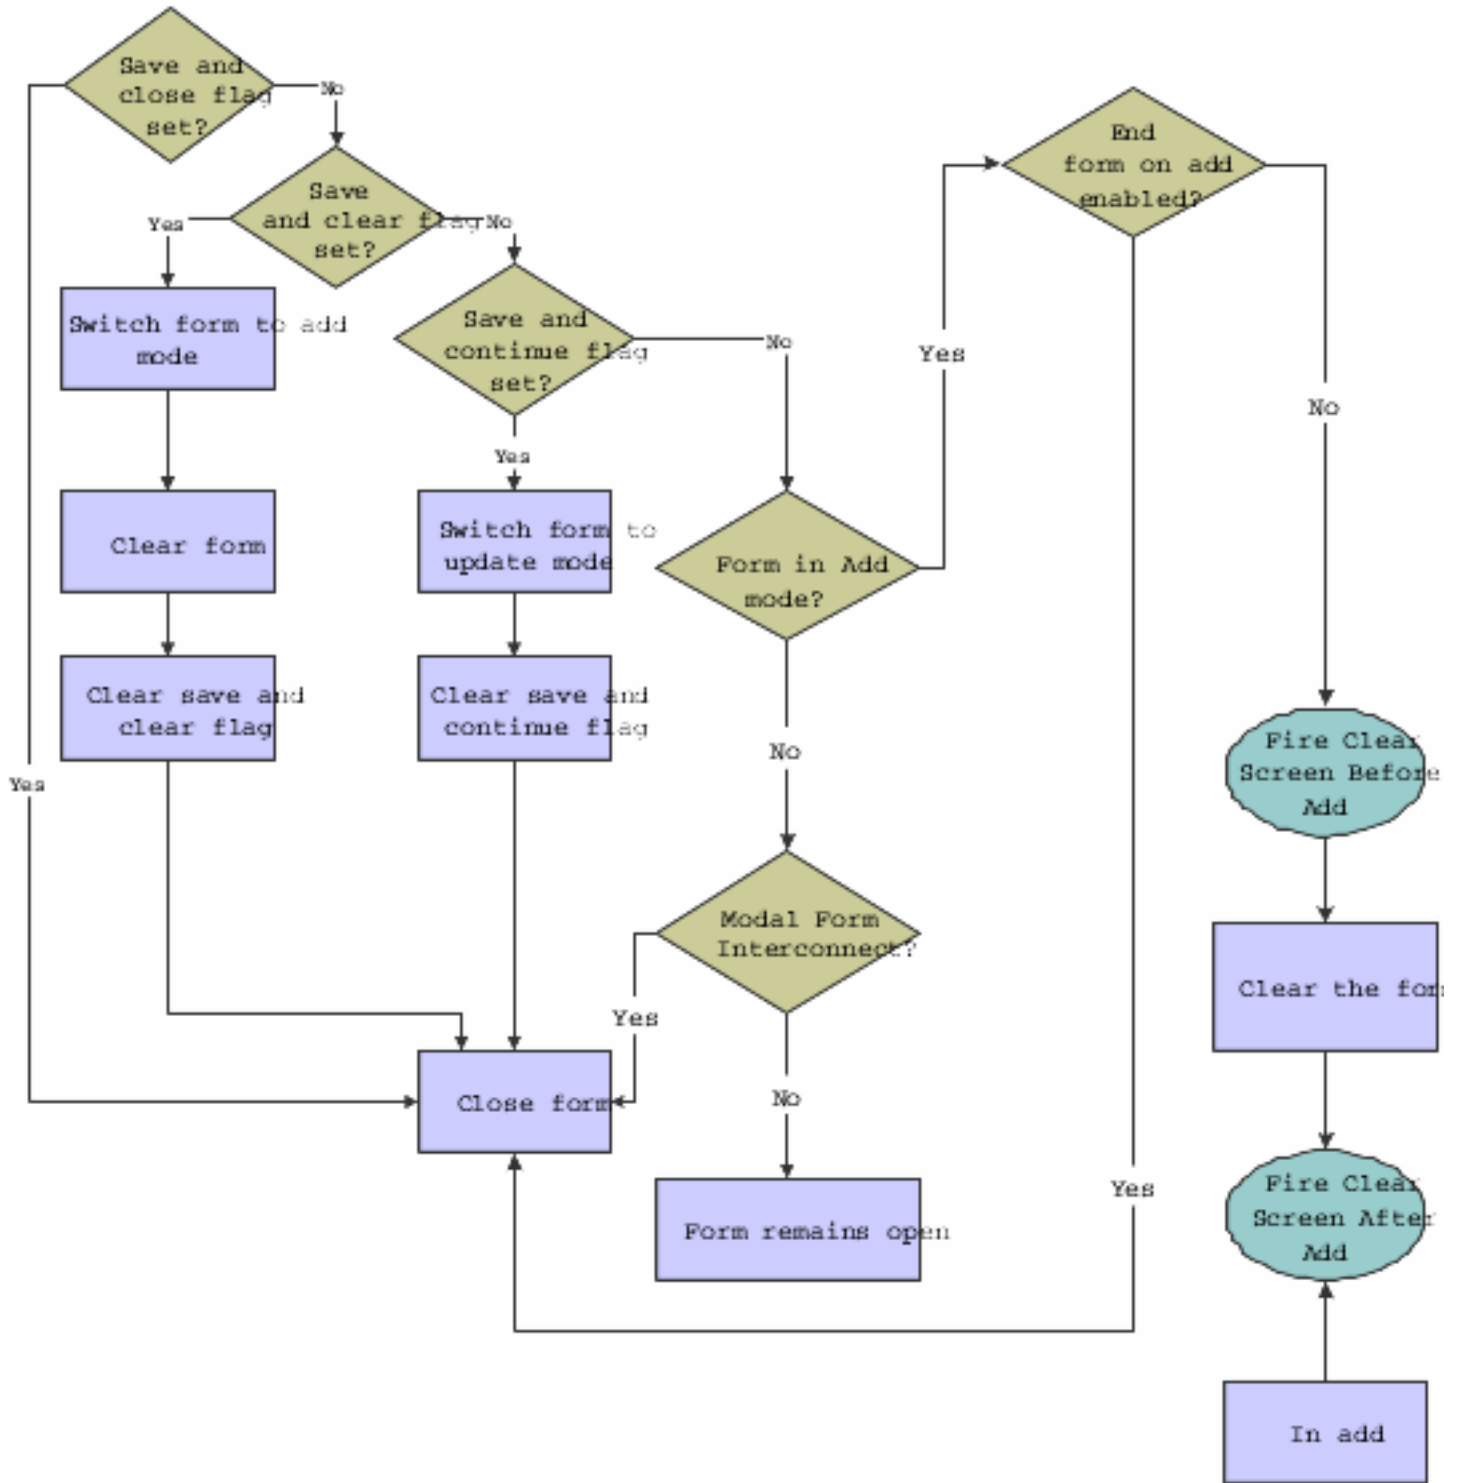 Save and
close flag
set?
No
Save
and clear flag
set?
Yes
No
Switch form to add
mode
Save and
continue flag
set?
No
Yes
Clear form
Switch form to
update mode
Clear save and
clear flag
Clear save and
continue flag
Yes
Form in Add
mode?
Yes
No
End
form on add
enabled?
No
Yes
Modal Form
Interconnect?
Yes
No
Close form
Form remains open
Fire Clear
Screen Before
Add
Clear the for
Fire Clear
Screen After
Add
In add